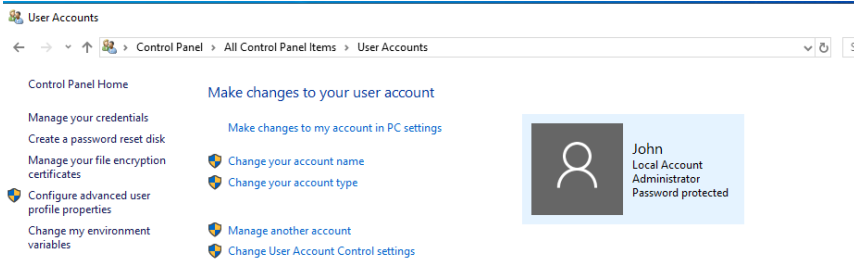 User Accounts
Control Panel > All Control Panel Items > User Accounts
Control Panel Home
Manage your credentials
Create a password reset disk
Manage your file encryption
certificates
Configure advanced user
profile properties
Change my environment
variables
Make changes to your user account
Make changes to my account in PC settings
Change your account name
Change your account type
Manage another account
Change User Account Control settings
John
Local Account
Administrator
Password protected